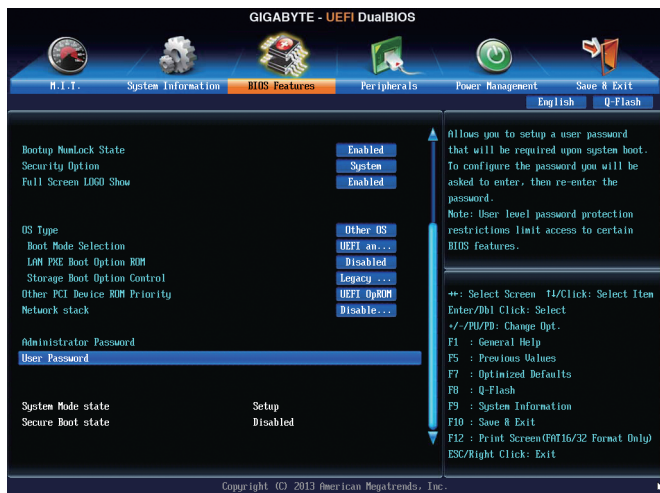 GIGABYTE - UEFI DualBIOS
M.I.T. System Information BIOS Features Peripherals Power Management Save & Exit
English Q-Flash
Bootup NumLock State Enabled
Security Option System
Full Screen LOGO Show Enabled
OS Type Other OS
Boot Mode Selection UEFI an...
LAN PXE Boot Option ROM Disabled
Storage Boot Option Control Legacy ...
Other PCI Device ROM Priority UEFI OpROM
Network stack Disable...
Administrator Password
User Password
System Mode state Setup
Secure Boot state Disabled
Allows you to setup a user password
that will be required upon system boot.
To configure the password you will be
asked to enter, then re-enter the
password.
Note: User level password protection
restrictions limit access to certain
BIOS features.
↔: Select Screen ↑↓/Click: Select Item
Enter/Dbl Click: Select
+/-/PU/PD: Change Opt.
F1 : General Help
F5 : Previous Values
F7 : Optimized Defaults
F8 : Q-Flash
F9 : System Information
F10 : Save & Exit
F12 : Print Screen(FAT16/32 Format Only)
ESC/Right Click: Exit
Copyright (C) 2013 American Megatrends, Inc.